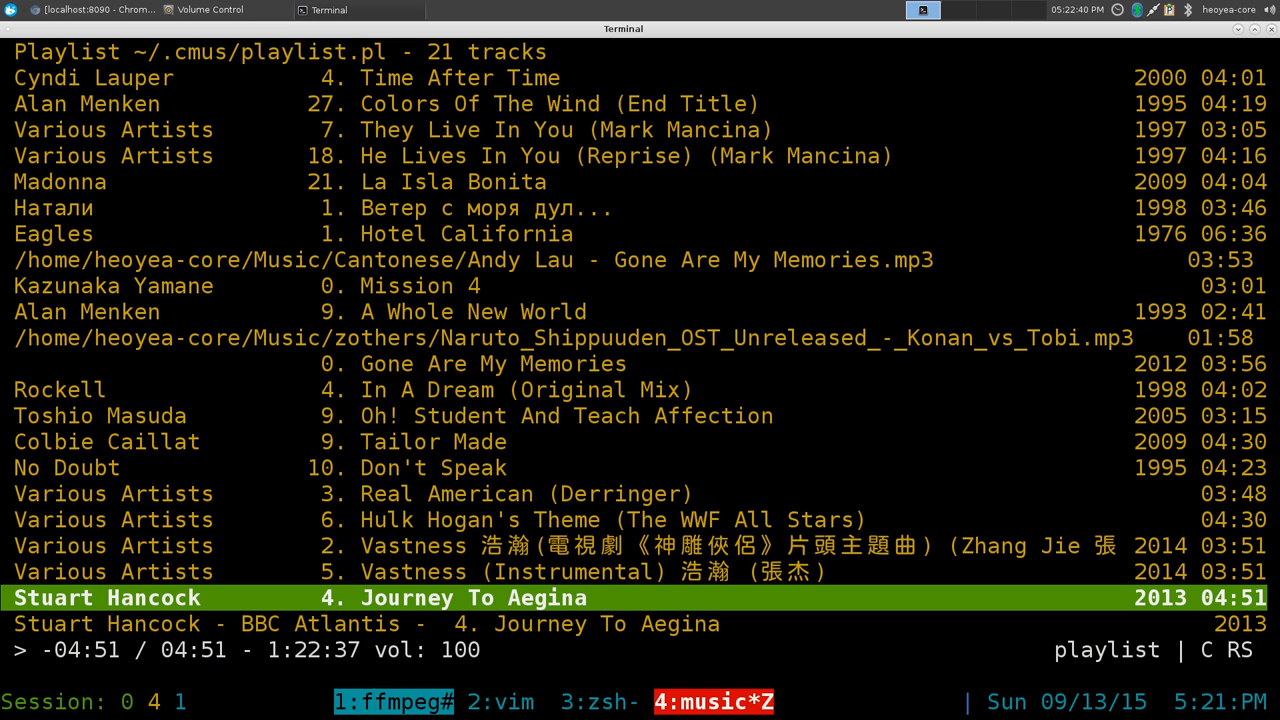 [localhost:8090 - Chrom... Volume Control Terminal 05:22:40 PM heoyea-core
Terminal
Playlist ~/.cmus/playlist.pl - 21 tracks
Cyndi Lauper 4. Time After Time 2000 04:01
Alan Menken 27. Colors Of The Wind (End Title) 1995 04:19
Various Artists 7. They Live In You (Mark Mancina) 1997 03:05
Various Artists 18. He Lives In You (Reprise) (Mark Mancina) 1997 04:16
Madonna 21. La Isla Bonita 2009 04:04
Натали 1. Ветер с моря дул... 1998 03:46
Eagles 1. Hotel California 1976 06:36
/home/heoyea-core/Music/Cantonese/Andy Lau - Gone Are My Memories.mp3 03:53
Kazunaka Yamane 0. Mission 4 03:01
Alan Menken 9. A Whole New World 1993 02:41
/home/heoyea-core/Music/zothers/Naruto_Shippuuden_OST_Unreleased_-_Konan_vs_Tobi.mp3 01:58
0. Gone Are My Memories 2012 03:56
Rockell 4. In A Dream (Original Mix) 1998 04:02
Toshio Masuda 9. Oh! Student And Teach Affection 2005 03:15
Colbie Caillat 9. Tailor Made 2009 04:30
No Doubt 10. Don't Speak 1995 04:23
Various Artists 3. Real American (Derringer) 03:48
Various Artists 6. Hulk Hogan's Theme (The WWF All Stars) 04:30
Various Artists 2. Vastness 浩瀚(電視劇《神雕俠侶》片頭主題曲) (Zhang Jie 張 2014 03:51
Various Artists 5. Vastness (Instrumental) 浩瀚 (張杰) 2014 03:51
Stuart Hancock 4. Journey To Aegina 2013 04:51
Stuart Hancock - BBC Atlantis - 4. Journey To Aegina 2013
> -04:51 / 04:51 - 1:22:37 vol: 100 playlist | C RS
Session: 0 4 1 1:ffmpeg# 2:vim 3:zsh- 4:music*Z | Sun 09/13/15 5:21:PM